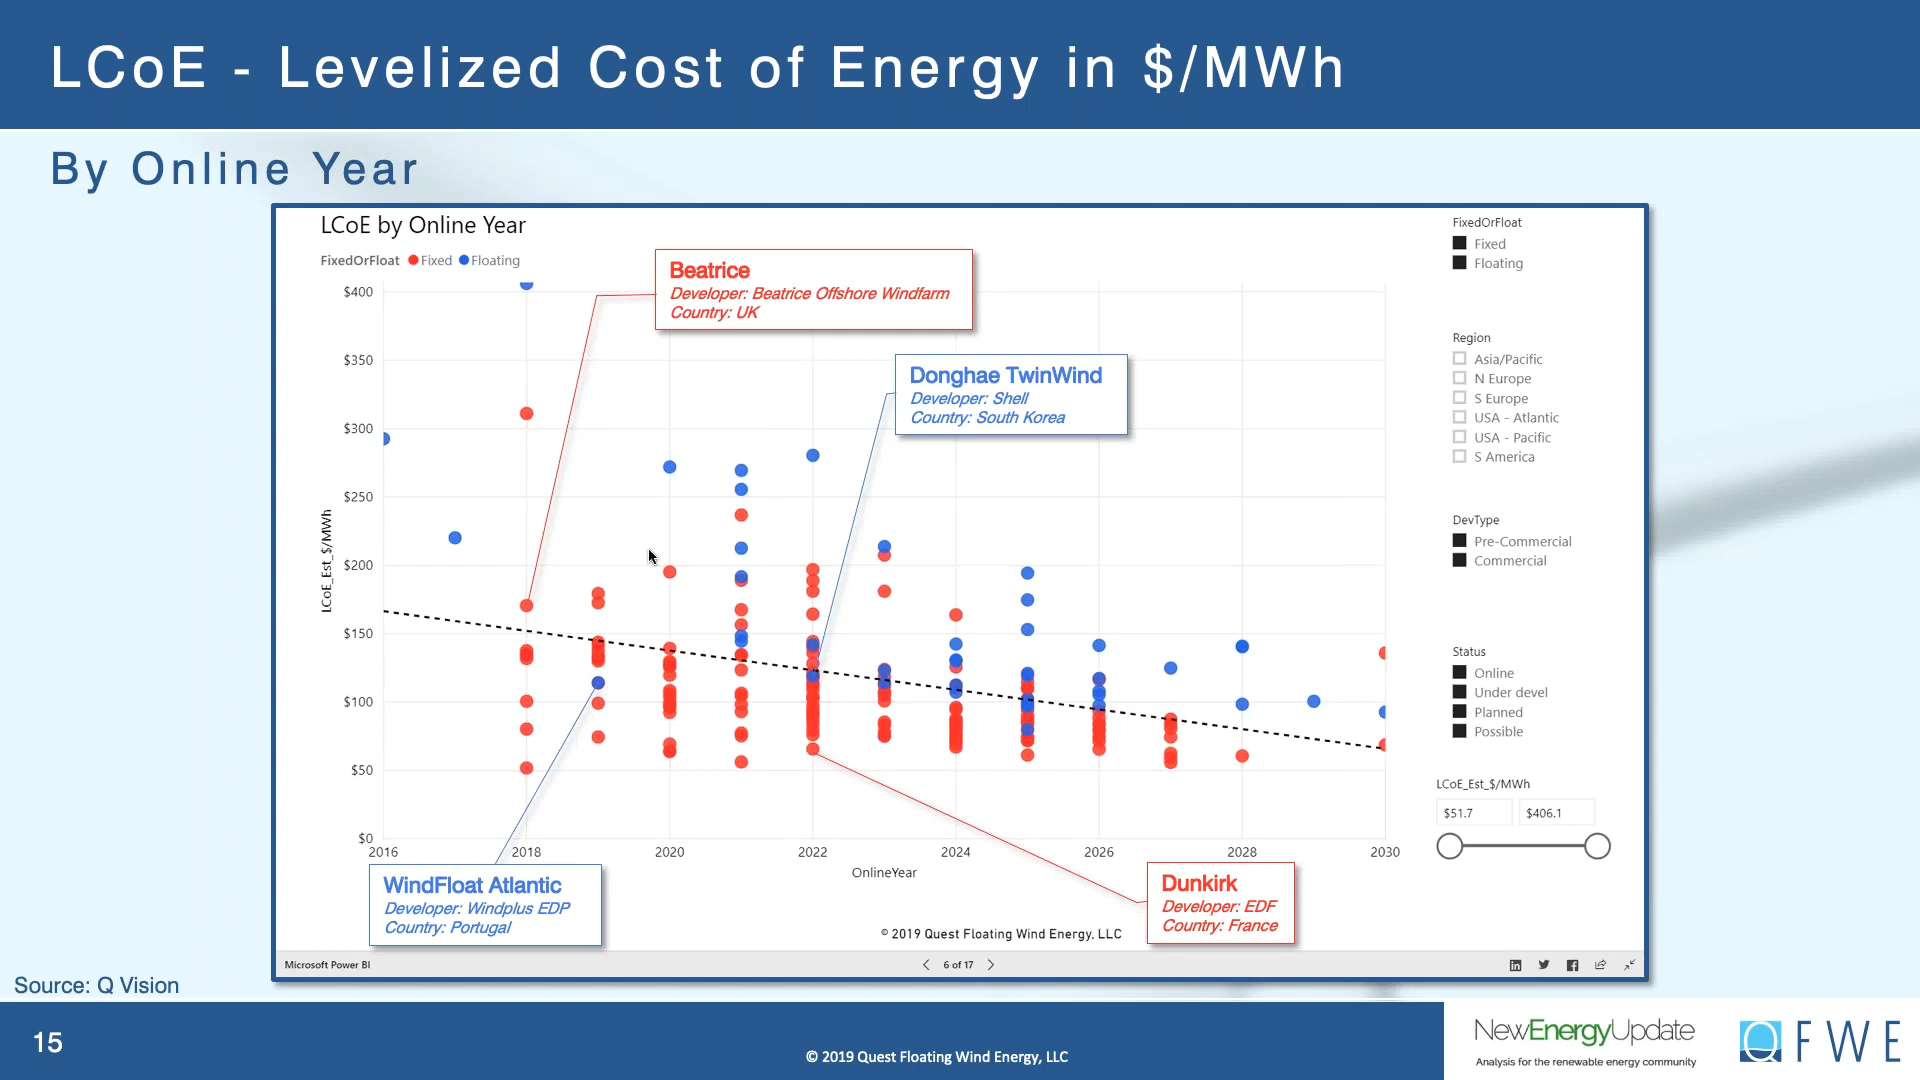 LCoE - Levelized Cost of Energy in $/MWh
By Online Year
LCoE by Online Year
FixedOrFloat Fixed Floating
$400
$350
$300
$250
$200
$150
$100
$50
$0
LCoE_Est_$/MWh
2016 2018 2020 2022 2024 2026 2028 2030
OnlineYear
Beatrice
Developer: Beatrice Offshore Windfarm
Country: UK
Donghae TwinWind
Developer: Shell
Country: South Korea
WindFloat Atlantic
Developer: Windplus EDP
Country: Portugal
Dunkirk
Developer: EDF
Country: France
© 2019 Quest Floating Wind Energy, LLC
FixedOrFloat
Fixed
Floating
Region
Asia/Pacific
N Europe
S Europe
USA - Atlantic
USA - Pacific
S America
DevType
Pre-Commercial
Commercial
Status
Online
Under devel
Planned
Possible
LCoE_Est_$/MWh
$51.7 $406.1
Microsoft Power BI
6 of 17
Source: Q Vision
15
© 2019 Quest Floating Wind Energy, LLC
NewEnergyUpdate
Analysis for the renewable energy community
QFWE